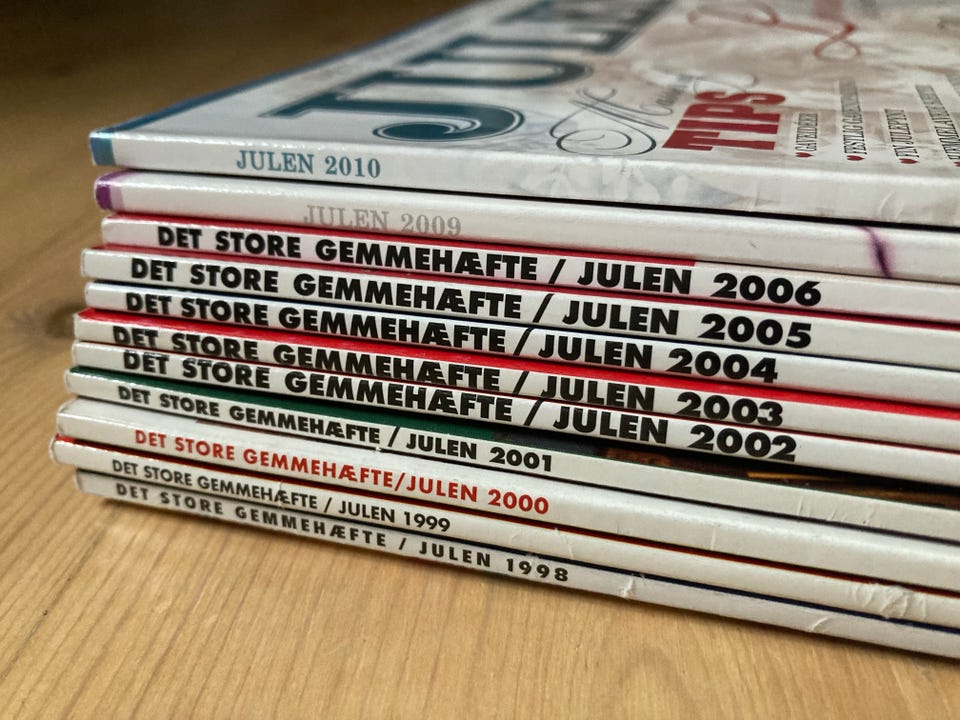 JUL
TIPS
GAVEIDEER
JULEN 2010
JULEN 2009
DET STORE GEMMEHÆFTE / JULEN 2006
DET STORE GEMMEHÆFTE / JULEN 2005
DET STORE GEMMEHÆFTE / JULEN 2004
DET STORE GEMMEHÆFTE / JULEN 2003
DET STORE GEMMEHÆFTE / JULEN 2002
DET STORE GEMMEHÆFTE / JULEN 2001
DET STORE GEMMEHÆFTE/JULEN 2000
DET STORE GEMMEHÆFTE / JULEN 1999
DET STORE GEMMEHÆFTE / JULEN 1998